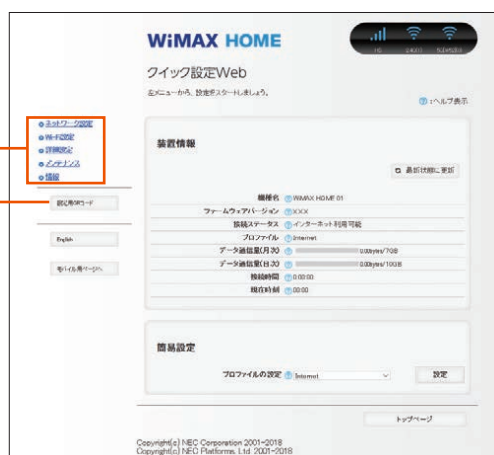 WiMAX HOME
クイック設定Web
左メニューから、設定をスタートしましょう。
:ヘルプ表示
ネットワーク設定
Wi-Fi設定
詳細設定
メンテナンス
情報
設定用QRコード
English
モバイル用ページへ
装置情報
最新状態に更新
機種名 WiMAX HOME 01
ファームウェアバージョン XXX
接続ステータス インターネット利用可能
プロファイル Internet
データ通信量(月次) 0.00bytes/7GB
データ通信量(日次) 0.00bytes/10GB
接続時間 0:00:00
現在時刻 00:00
簡易設定
プロファイルの設定 Internet 設定
トップページ
Copyright(c) NEC Corporation 2001-2018
Copyright(c) NEC Platforms, Ltd. 2001-2018